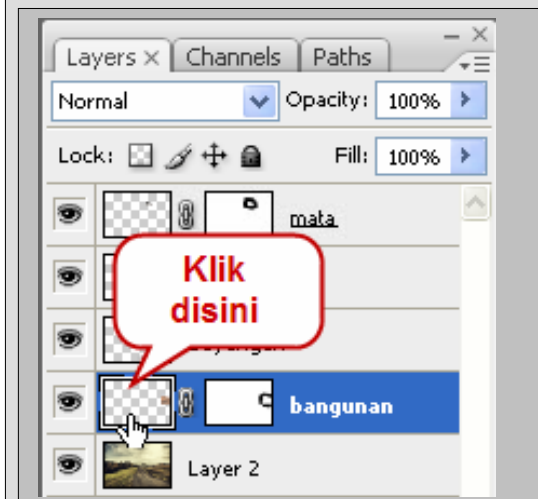 Layers × Channels Paths
Normal Opacity: 100%
Lock: Fill: 100%
mata
Klik
disini
bangunan
Layer 2